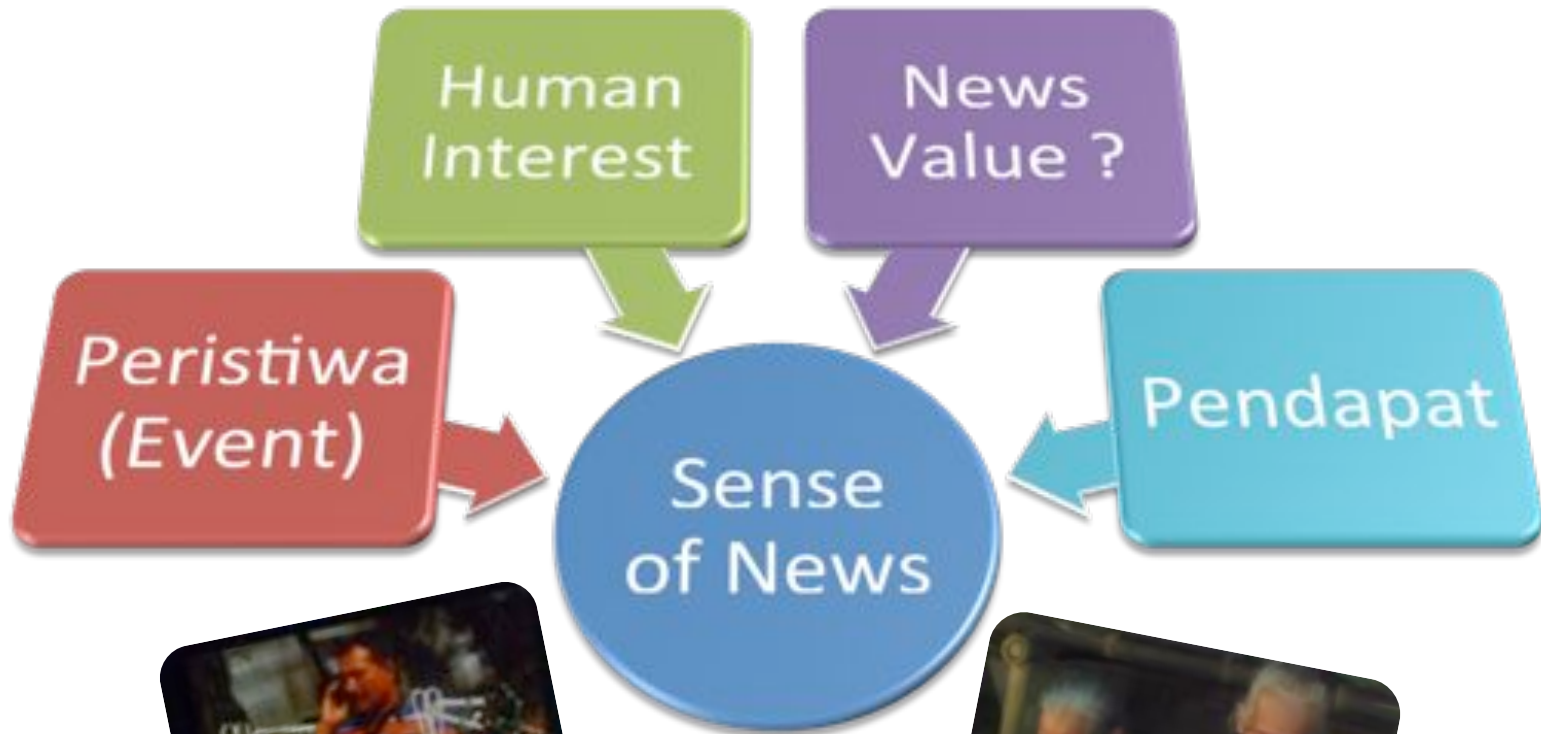 Human
Interest
News
Value ?
Peristiwa
(Event)
Pendapat
Sense
of News